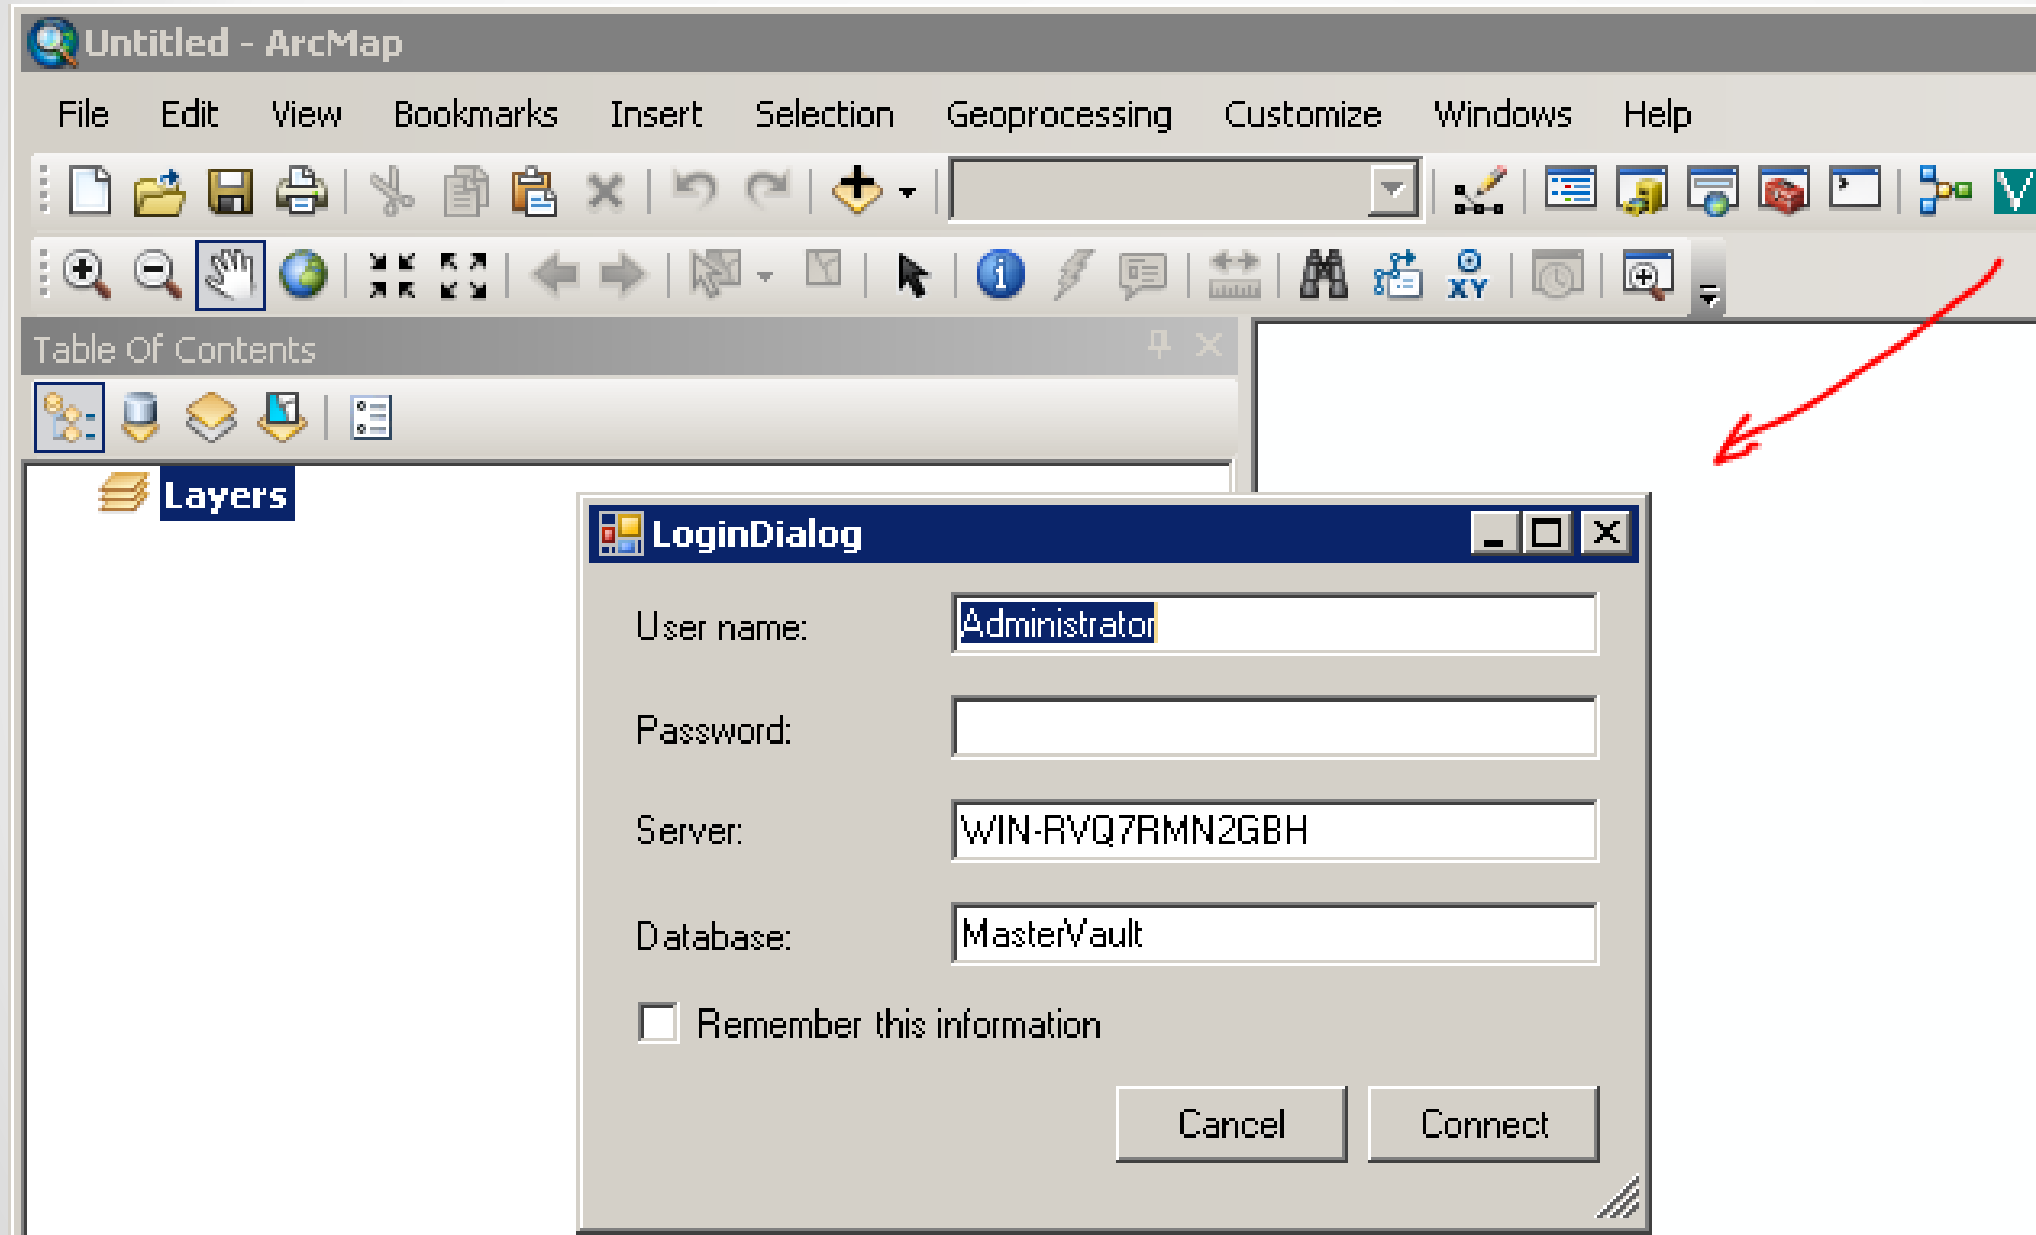 Untitled - ArcMap
File Edit View Bookmarks Insert Selection Geoprocessing Customize Windows Help
V
XY
Table Of Contents
Layers
LoginDialog
User name: Administrator
Password:
Server: WIN-RVQ7RMN2GBH
Database: MasterVault
Remember this information
Cancel Connect